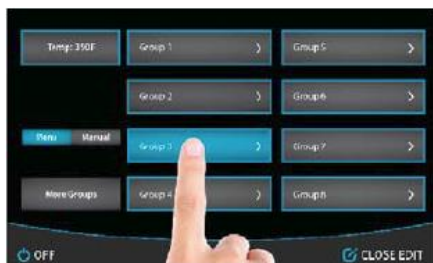 Temp: 350F
Group 1
Group 5
Group 2
Group 6
Menu
Manual
Group 3
Group 7
More Groups
Group 4
Group 8
OFF
CLOSE EDIT